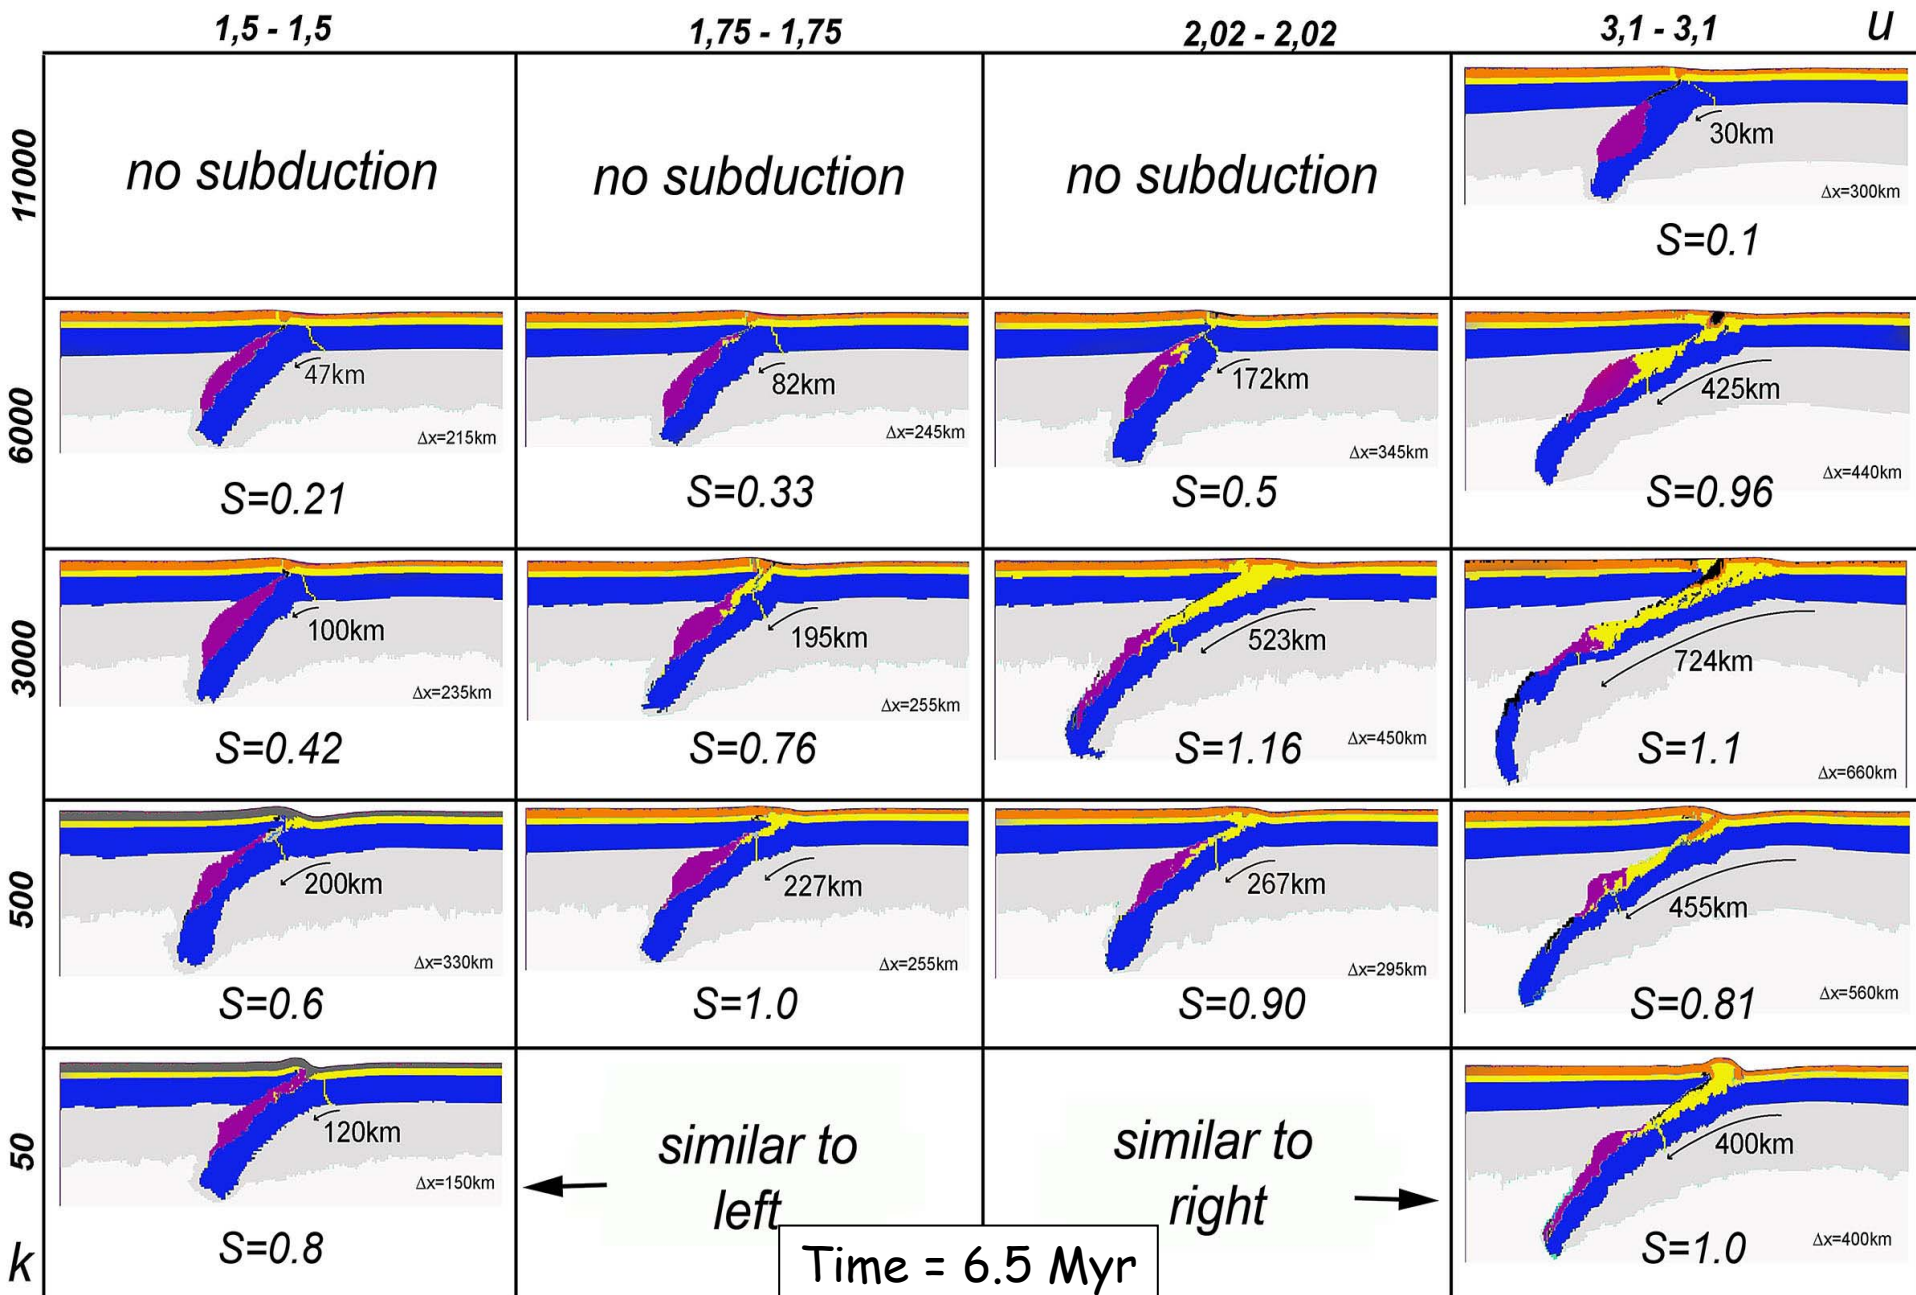 1,5 - 1,5 1,75 - 1,75 2,02 - 2,02 3,1 - 3,1 u
11000
no subduction
no subduction
no subduction
30km
Δx=300km
S=0.1
6000
47km
Δx=215km
S=0.21
82km
Δx=245km
S=0.33
172km
Δx=345km
S=0.5
425km
Δx=440km
S=0.96
3000
100km
Δx=235km
S=0.42
195km
Δx=255km
S=0.76
523km
Δx=450km
S=1.16
724km
Δx=660km
S=1.1
500
200km
Δx=330km
S=0.6
227km
Δx=255km
S=1.0
267km
Δx=295km
S=0.90
455km
Δx=560km
S=0.81
50
120km
Δx=150km
S=0.8
similar to
left
similar to
right
400km
Δx=400km
S=1.0
k
Time = 6.5 Myr